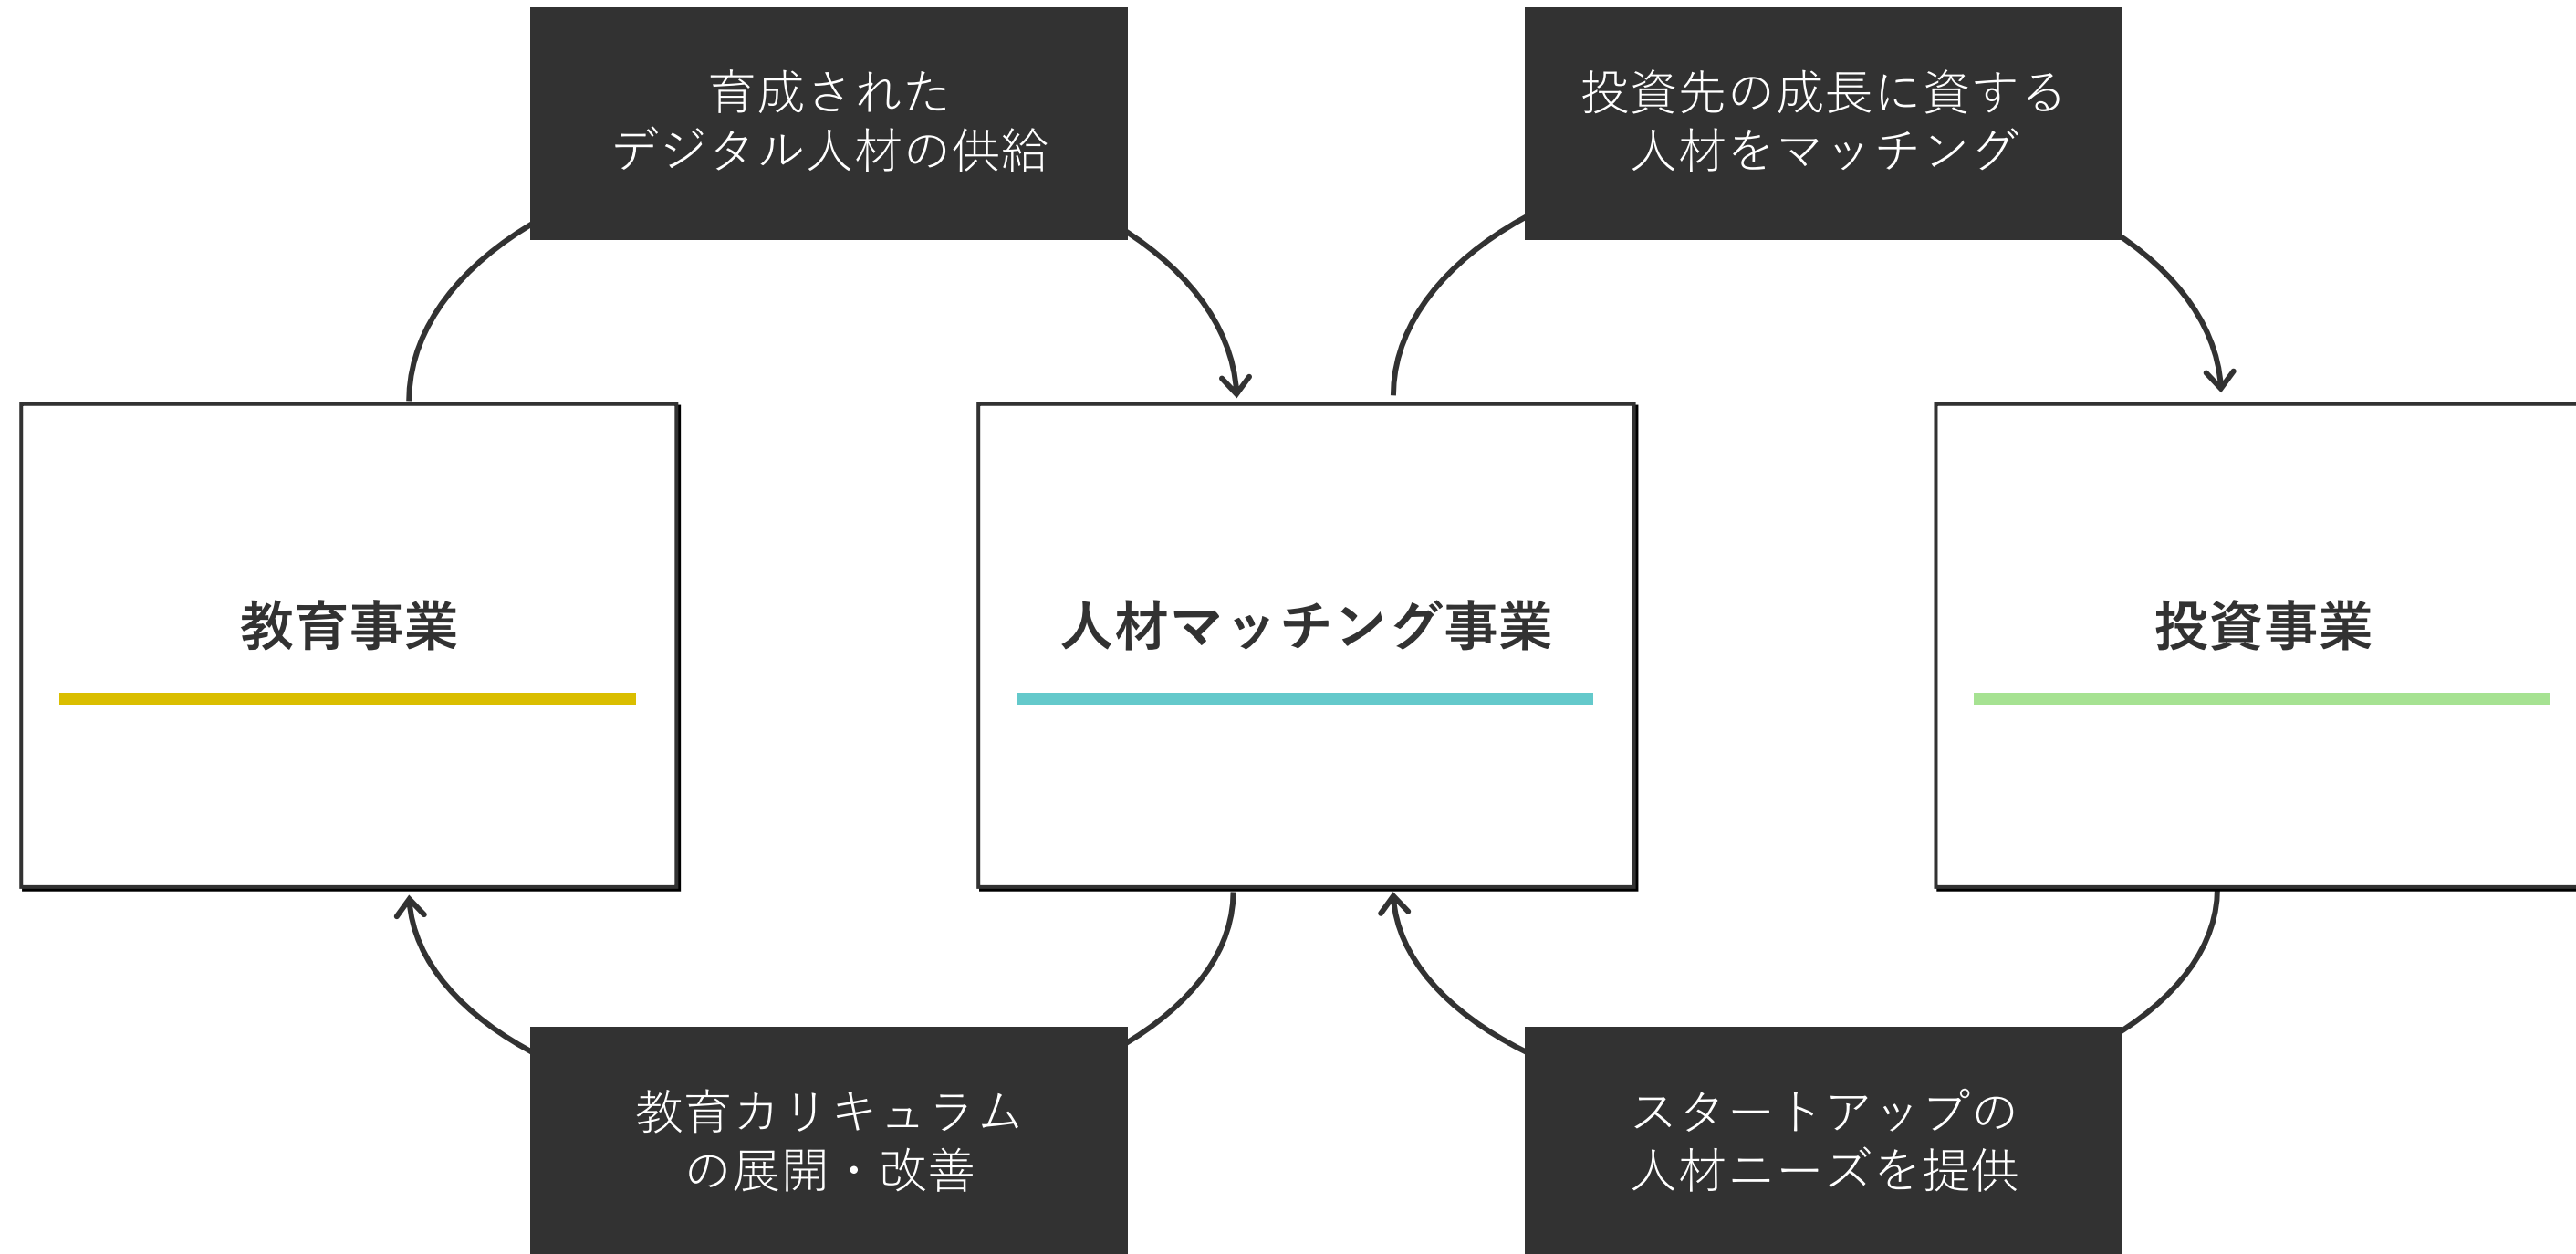 育成された
デジタル人材の供給
投資先の成長に資する
人材をマッチング
教育事業
人材マッチング事業
投資事業
教育カリキュラム
の展開・改善
スタートアップの
人材ニーズを提供